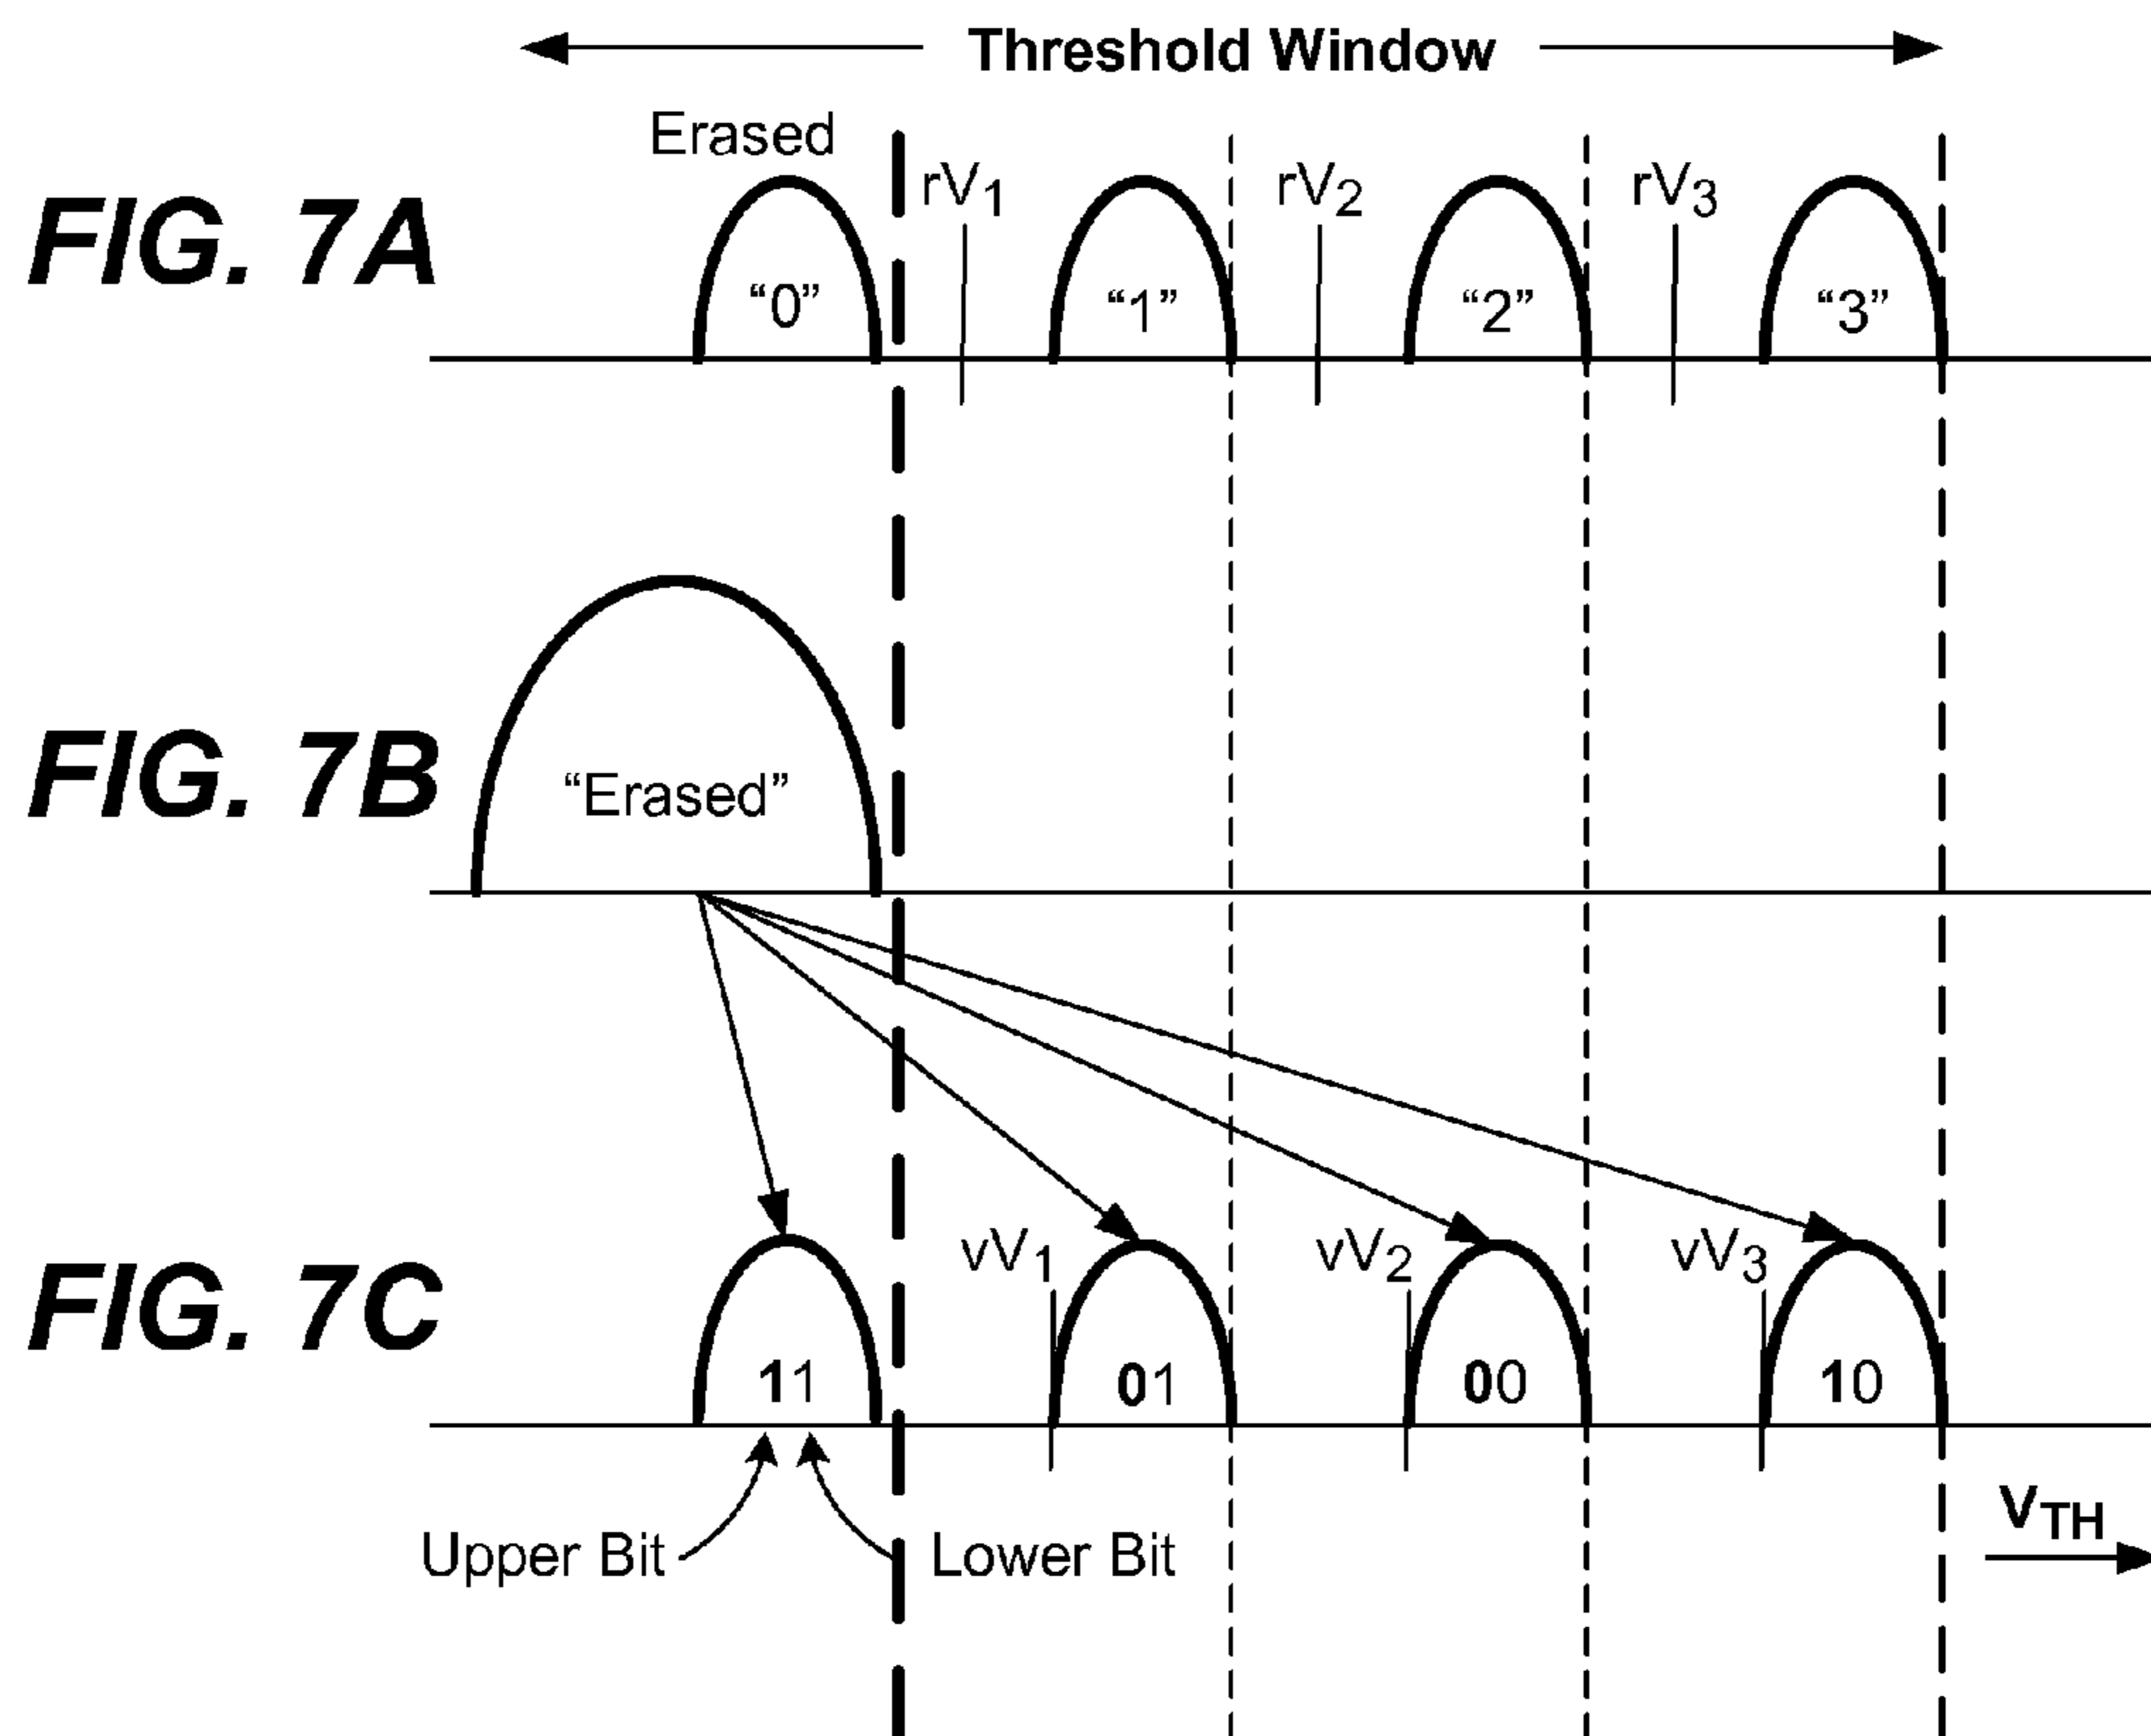 Threshold Window
Erased
FIG. 7A
rV1
rV2
rV3
“0”
“1”
“2”
“3”
FIG. 7B
“Erased”
FIG. 7C
vV1
vV2
vV3
11
01
00
10
Upper Bit
Lower Bit
VTH